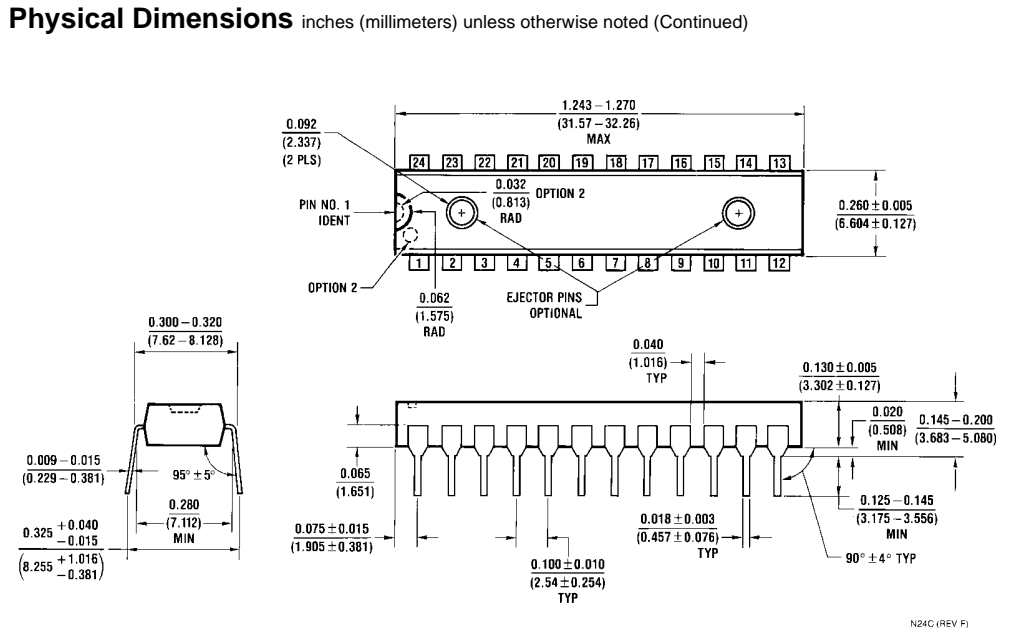 Physical Dimensions inches (millimeters) unless otherwise noted (Continued)
1.243 – 1.270
(31.57 – 32.26)
MAX
0.092
(2.337)
(2 PLS)
24 23 22 21 20 19 18 17 16 15 14 13
0.032
(0.813)
RAD
OPTION 2
PIN NO. 1
IDENT
0.260 ± 0.005
(6.604 ± 0.127)
1 2 3 4 5 6 7 8 9 10 11 12
OPTION 2
0.062
(1.575)
RAD
EJECTOR PINS
OPTIONAL
0.300 – 0.320
(7.62 – 8.128)
0.040
(1.016)
TYP
0.130 ± 0.005
(3.302 ± 0.127)
0.020
(0.508)
MIN
0.145 – 0.200
(3.683 – 5.080)
0.009 – 0.015
(0.229 – 0.381)
95° ± 5°
0.065
(1.651)
0.280
(7.112)
MIN
0.125 – 0.145
(3.175 – 3.556)
MIN
0.325 +0.040
–0.015
(8.255 +1.016
–0.381)
0.075 ± 0.015
(1.905 ± 0.381)
0.018 ± 0.003
(0.457 ± 0.076)
TYP
0.100 ± 0.010
(2.54 ± 0.254)
TYP
90° ± 4° TYP
N24C (REV F)